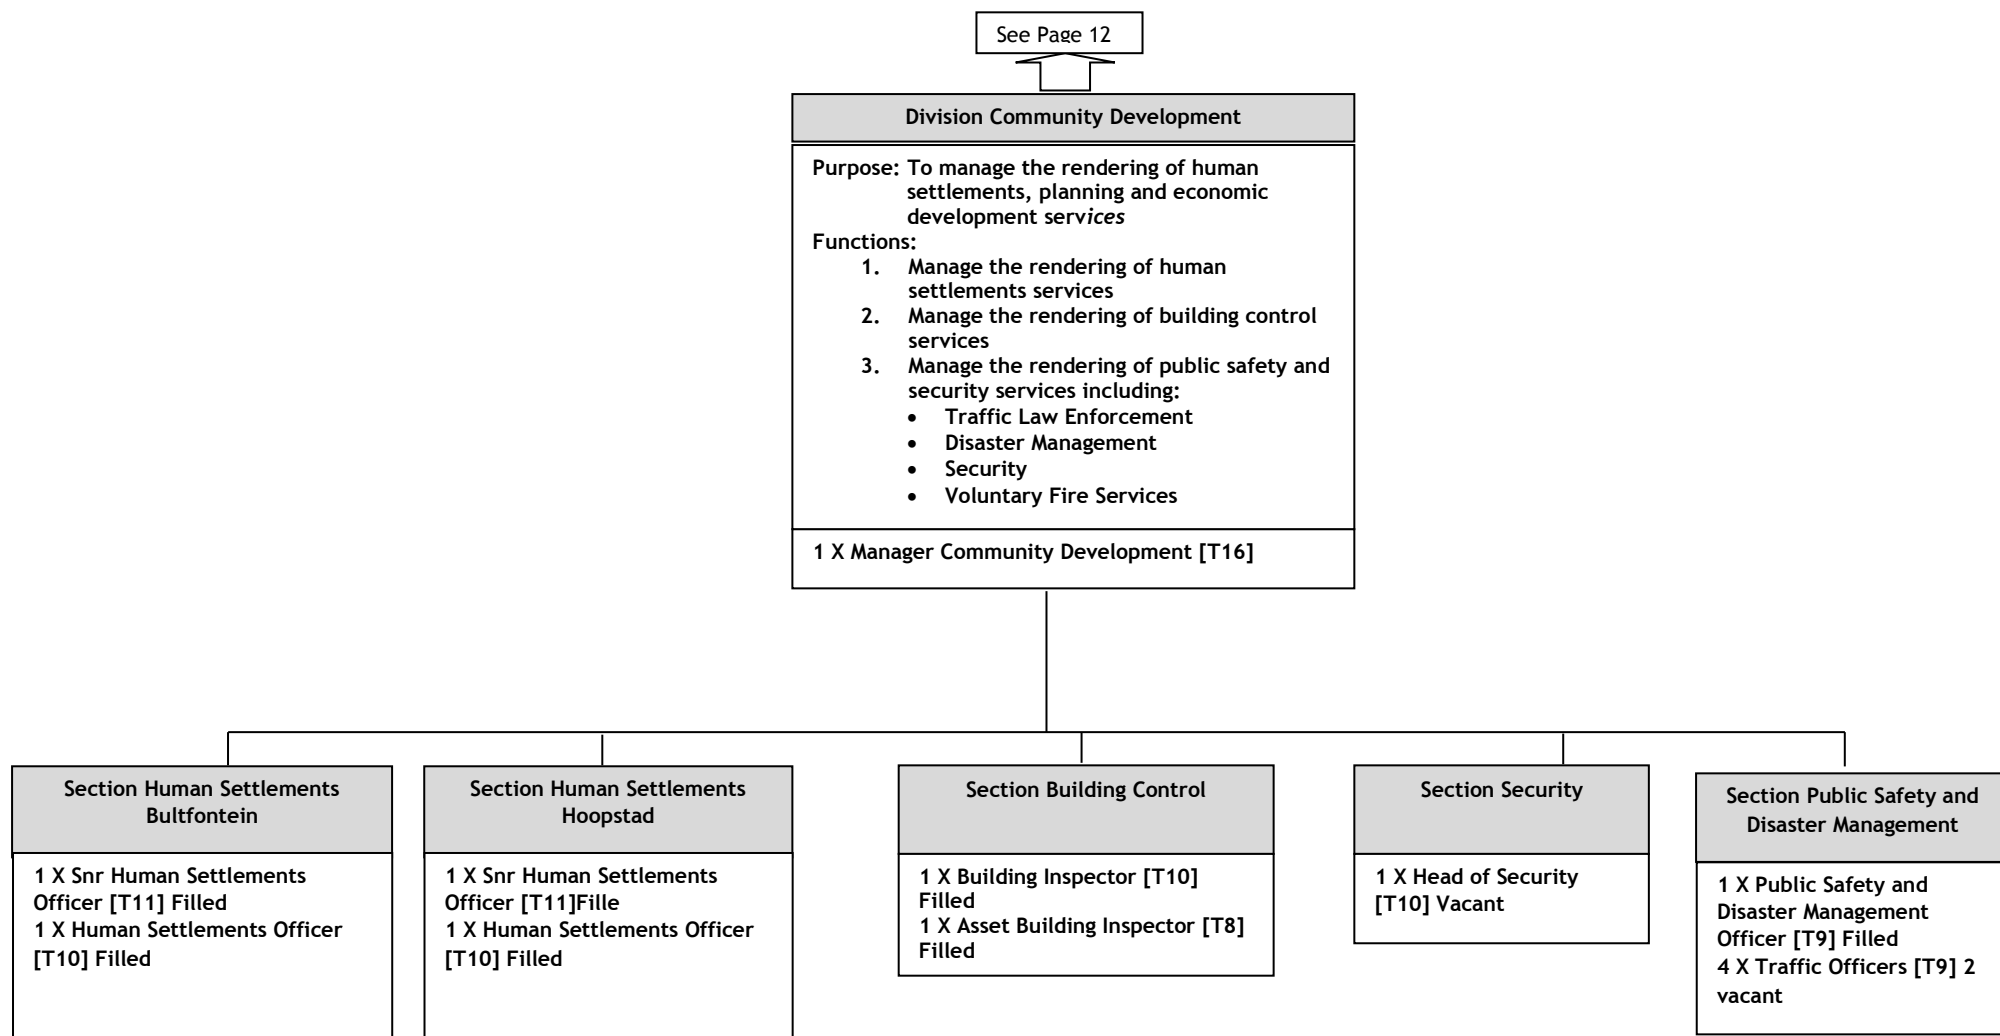 See Page 12
Division Community Development
Purpose: To manage the rendering of human
settlements, planning and economic
development services
Functions:
1. Manage the rendering of human
settlements services
2. Manage the rendering of building control
services
3. Manage the rendering of public safety and
security services including:
• Traffic Law Enforcement
• Disaster Management
• Security
• Voluntary Fire Services
1 X Manager Community Development [T16]
Section Human Settlements
Bultfontein
1 X Snr Human Settlements
Officer [T11] Filled
1 X Human Settlements Officer
[T10] Filled
Section Human Settlements
Hoopstad
1 X Snr Human Settlements
Officer [T11]Fille
1 X Human Settlements Officer
[T10] Filled
Section Building Control
1 X Building Inspector [T10]
Filled
1 X Asset Building Inspector [T8]
Filled
Section Security
1 X Head of Security
[T10] Vacant
Section Public Safety and
Disaster Management
1 X Public Safety and
Disaster Management
Officer [T9] Filled
4 X Traffic Officers [T9] 2
vacant